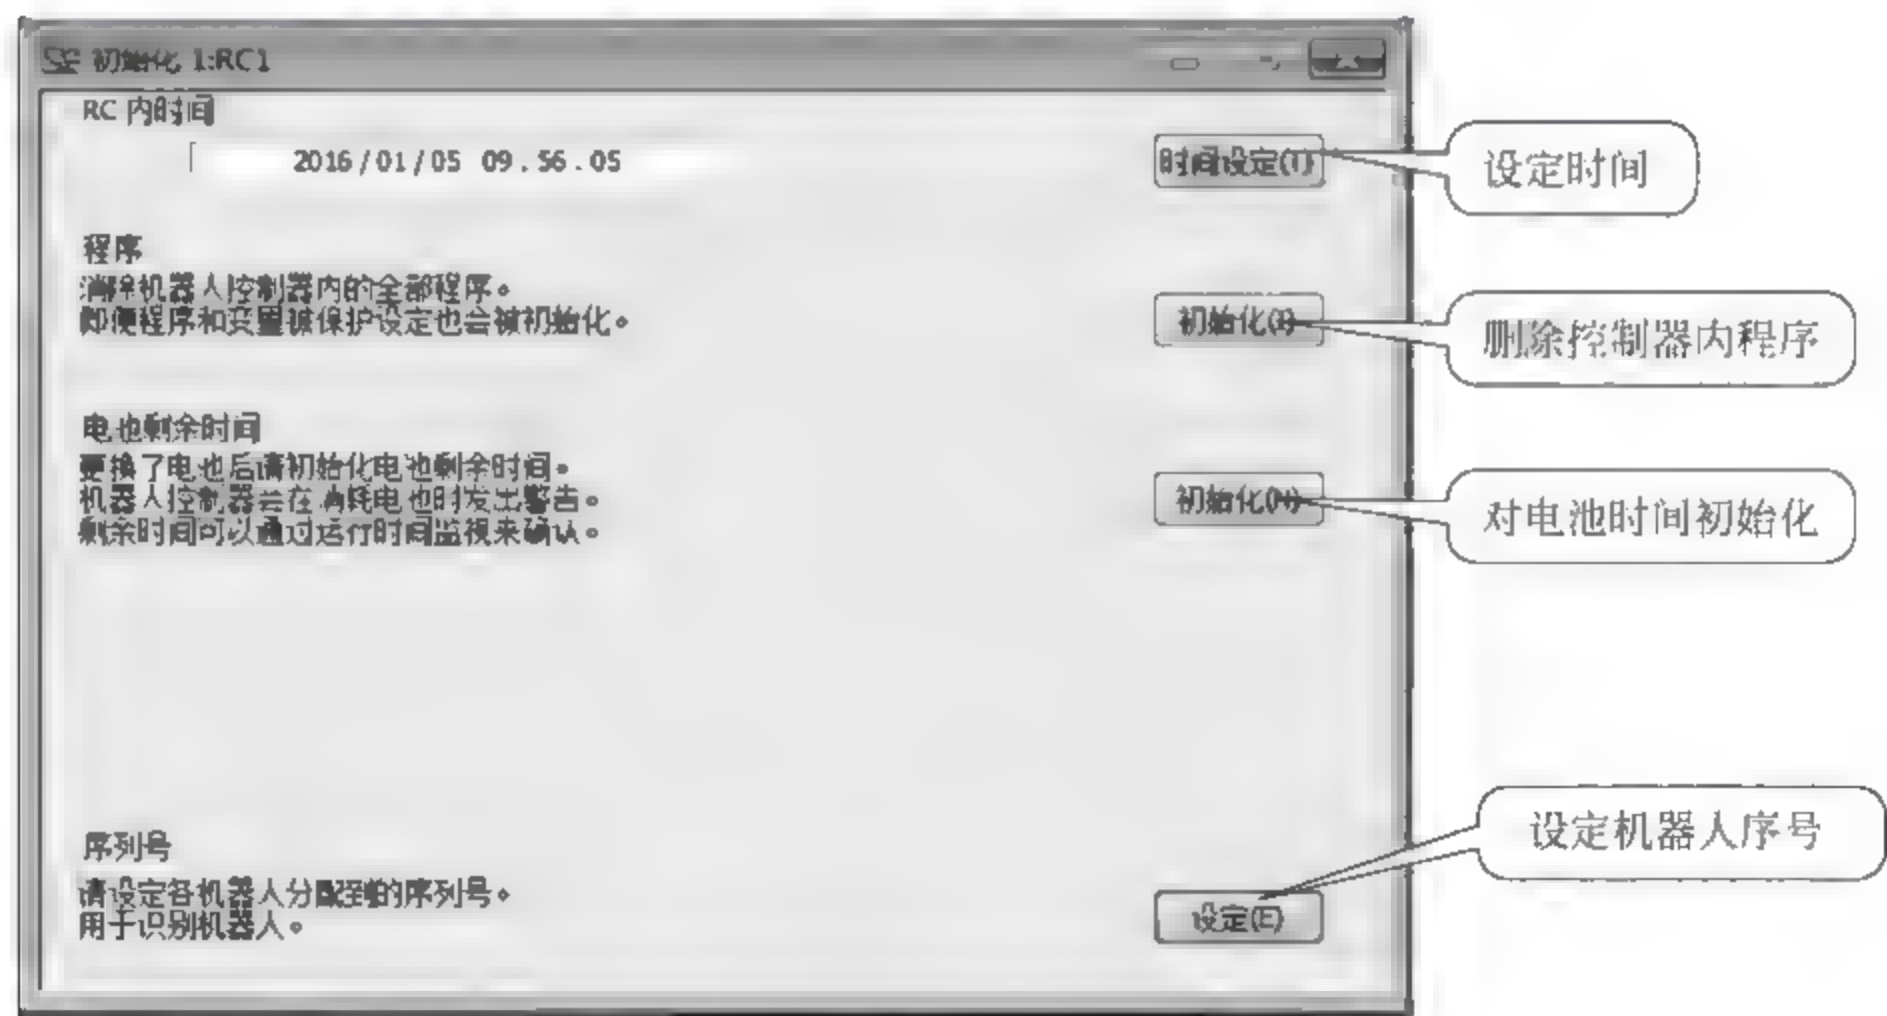 初始化 1:RC1
RC 内时间
2016/01/05 09.56.05
时间设定(T)
设定时间
程序
消除机器人控制器内的全部程序。
即便程序和变量被保护设定也会被初始化。
初始化(I)
删除控制器内程序
电池剩余时间
更换了电池后请初始化电池剩余时间。
机器人控制器会在消耗电池时发出警告。
剩余时间可以通过运行时间监视来确认。
初始化(N)
对电池时间初始化
序列号
请设定各机器人分配到的序列号。
用于识别机器人。
设定(E)
设定机器人序号